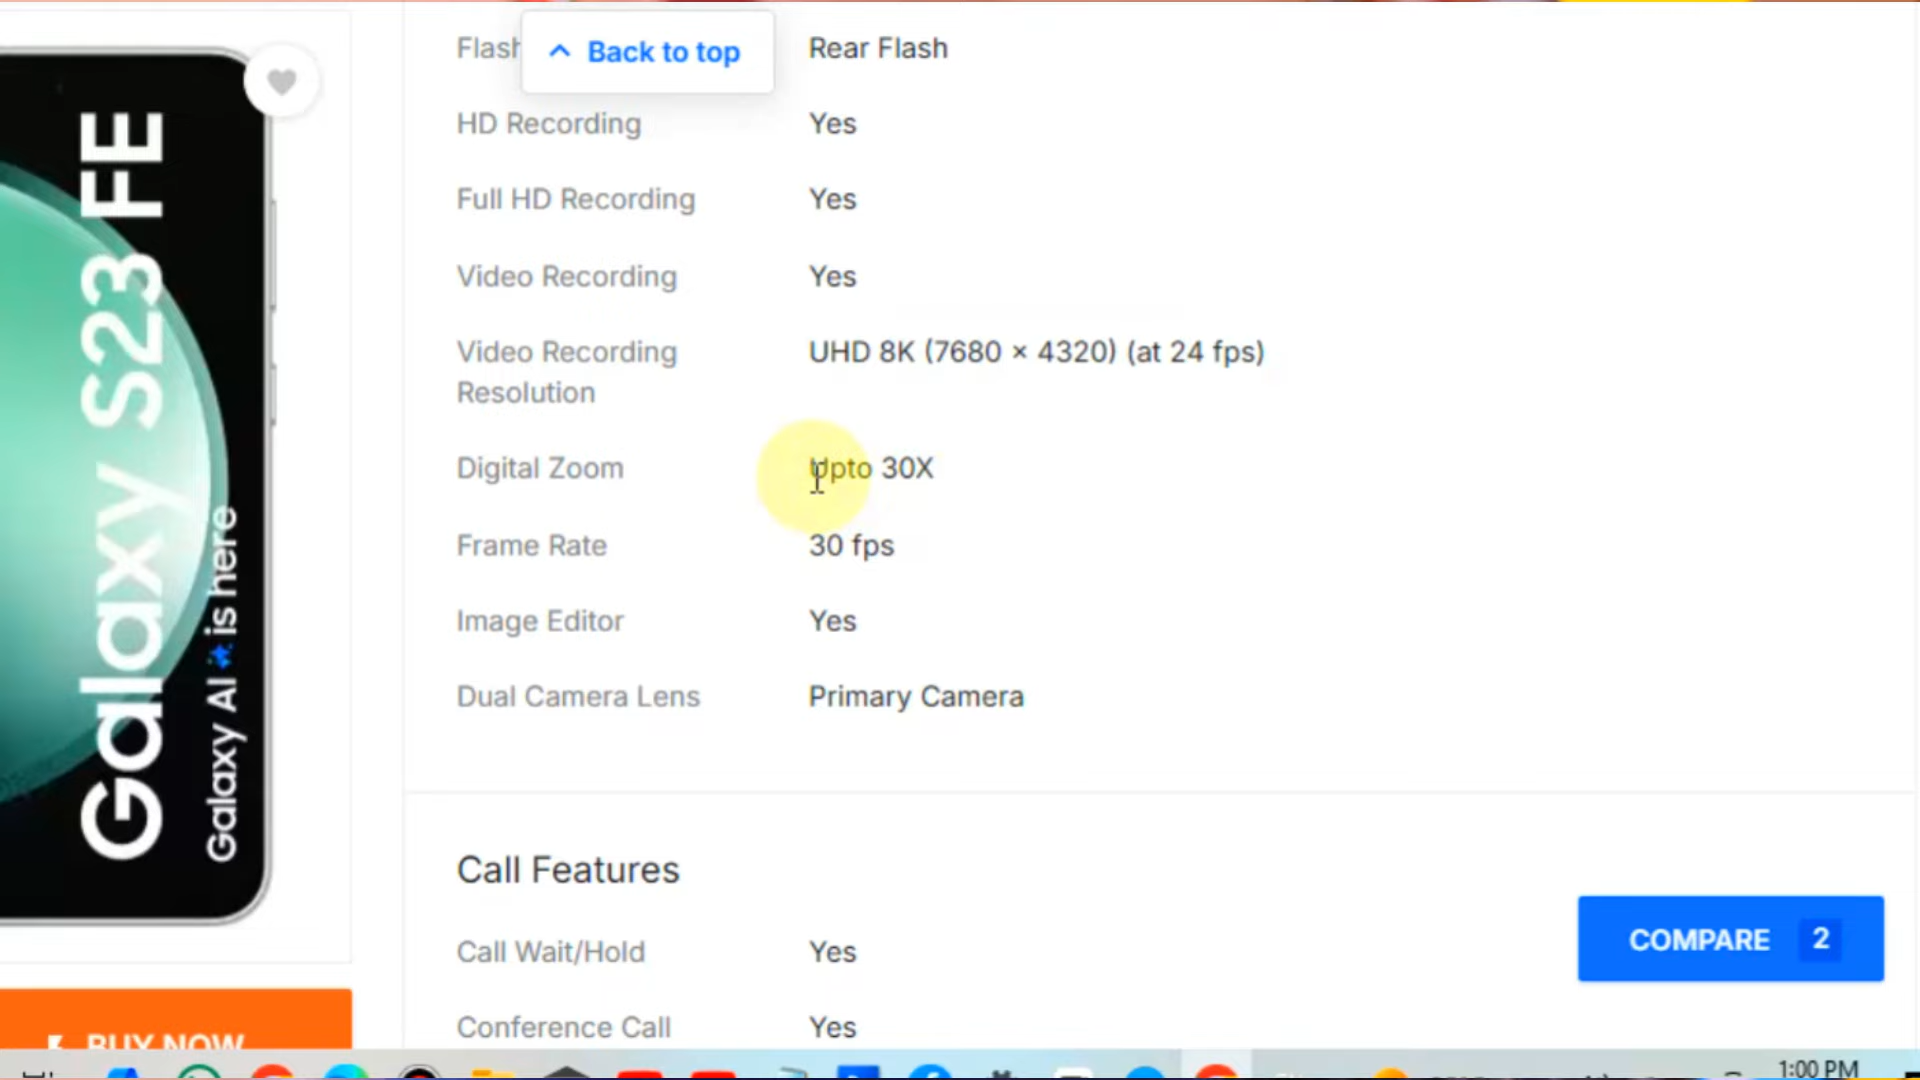 Galaxy S23 FE
Galaxy AI is here
BUY NOW
Back to top
Flash Rear Flash
HD Recording Yes
Full HD Recording Yes
Video Recording Yes
Video Recording Resolution UHD 8K (7680 × 4320) (at 24 fps)
Digital Zoom Upto 30X
Frame Rate 30 fps
Image Editor Yes
Dual Camera Lens Primary Camera
Call Features
Call Wait/Hold Yes
Conference Call Yes
COMPARE 2
1:00 PM